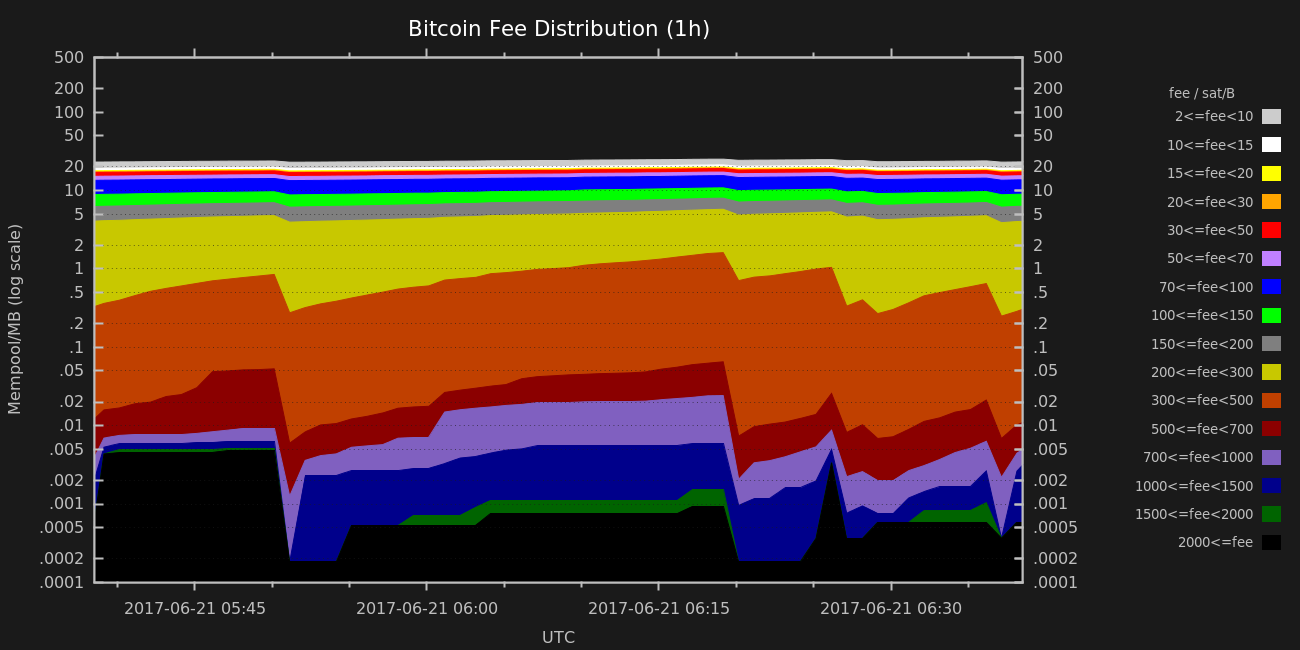 Bitcoin Fee Distribution (1h)
500 500
200 200
100 100
50 50
20 20
10 10
5 5
2 2
1 1
.5 .5
.2 .2
.1 .1
.05 .05
.02 .02
.01 .01
.005 .005
.002 .002
.001 .001
.0005 .0005
.0002 .0002
.0001 .0001
Mempool/MB (log scale)
2017-06-21 05:45 2017-06-21 06:00 2017-06-21 06:15 2017-06-21 06:30
UTC
fee / sat/B
2<=fee<10
10<=fee<15
15<=fee<20
20<=fee<30
30<=fee<50
50<=fee<70
70<=fee<100
100<=fee<150
150<=fee<200
200<=fee<300
300<=fee<500
500<=fee<700
700<=fee<1000
1000<=fee<1500
1500<=fee<2000
2000<=fee